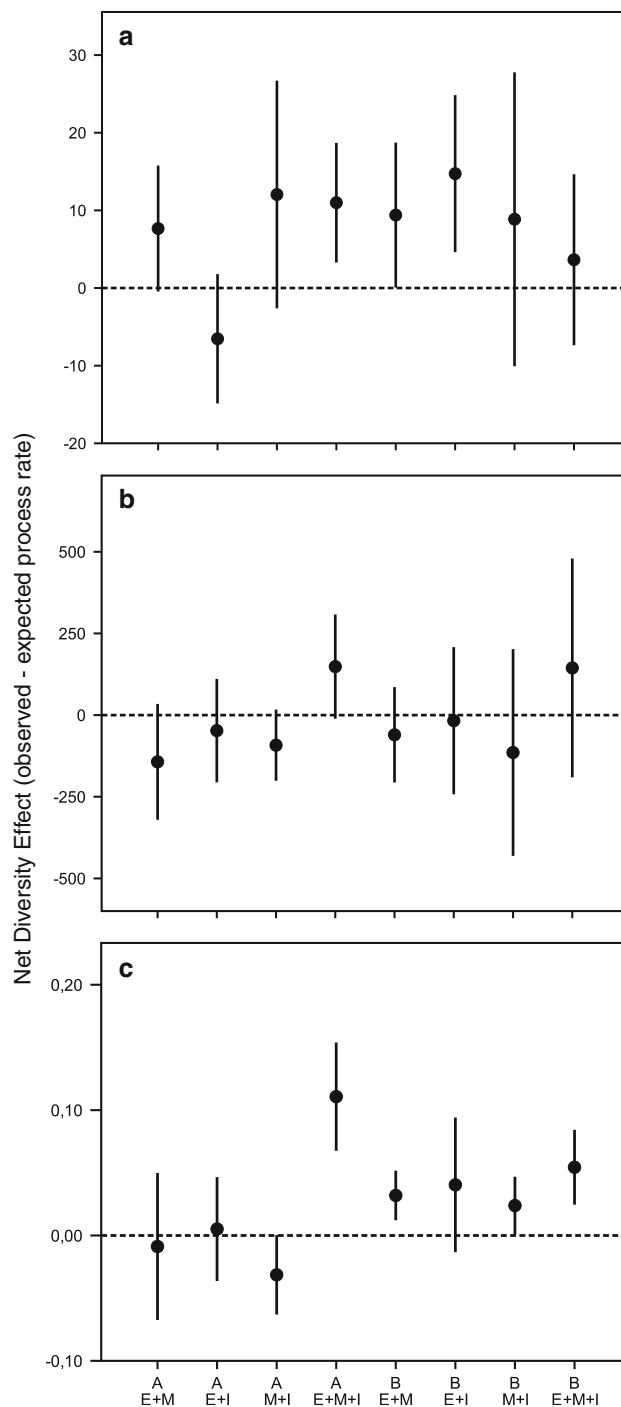 Net Diversity Effect (observed - expected process rate)
a
30
20
10
0
-10
-20
b
500
250
0
-250
-500
c
0,20
0,10
0,00
-0,10
A A A A B B B B
E+M E+I M+I E+M+I E+M E+I M+I E+M+I